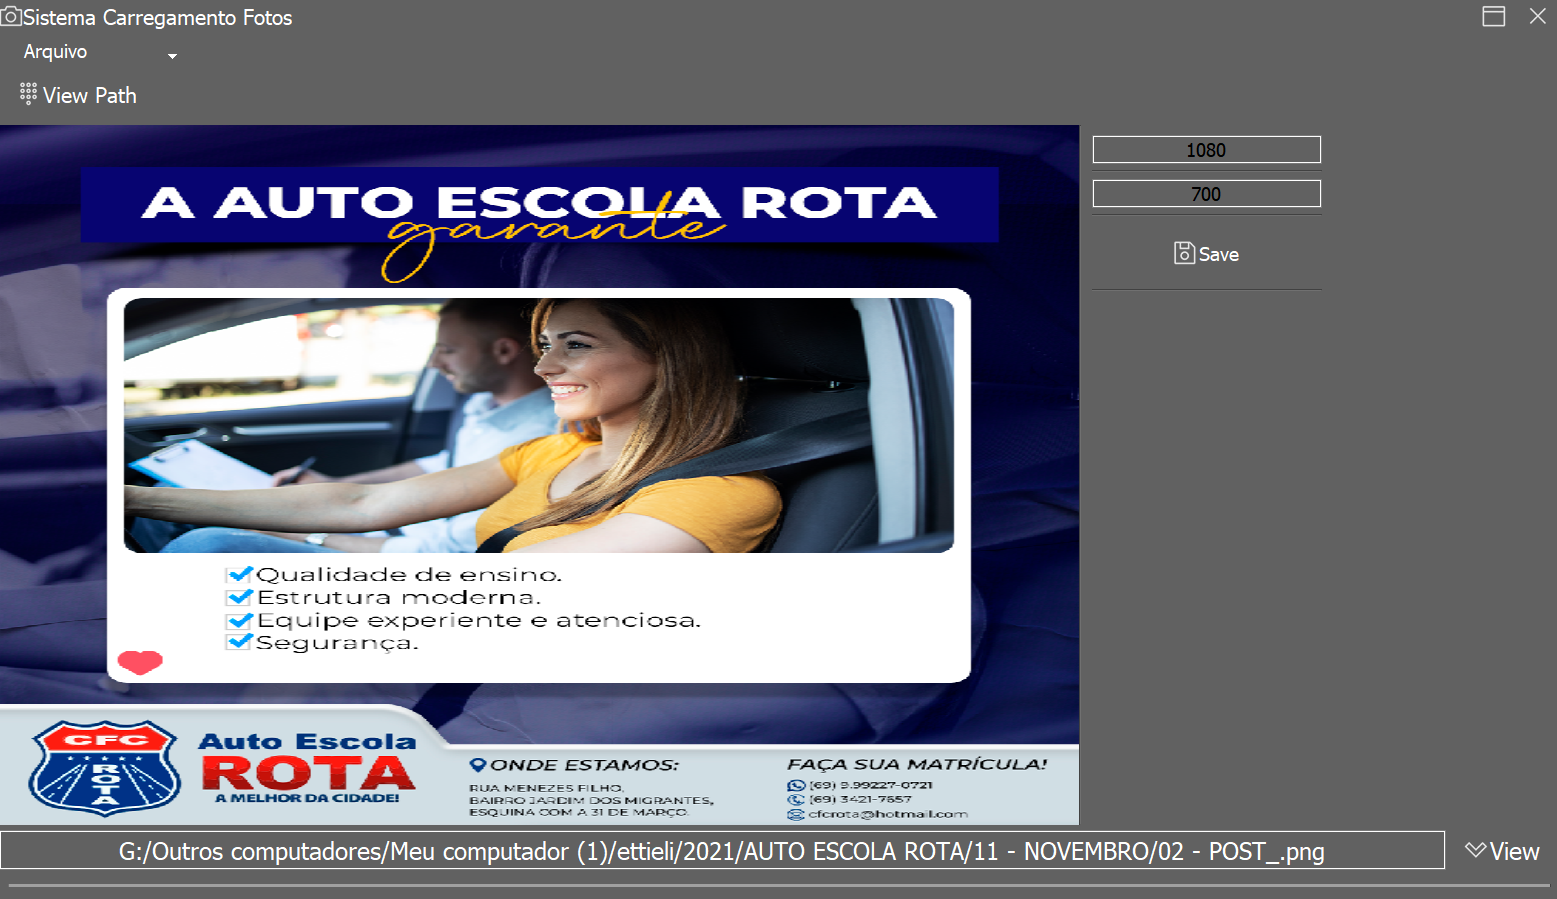 Sistema Carregamento Fotos
Arquivo
View Path
1080
700
Save
A AUTO ESCOLA ROTA
garante
Qualidade de ensino.
Estrutura moderna.
Equipe experiente e atenciosa.
Segurança.
CFC
ROTA
Auto Escola
ROTA
A MELHOR DA CIDADE!
ONDE ESTAMOS:
RUA MENEZES FILHO,
BAIRRO JARDIM DOS MIGRANTES,
ESQUINA COM A 31 DE MARÇO.
FAÇA SUA MATRÍCULA!
(69) 9.99227-0721
(69) 3421-7657
cfcrota@hotmail.com
G:/Outros computadores/Meu computador (1)/ettieli/2021/AUTO ESCOLA ROTA/11 - NOVEMBRO/02 - POST_.png
View